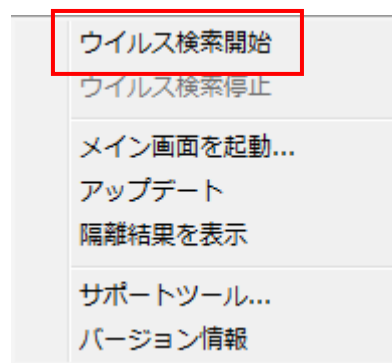 ウイルス検索開始
ウイルス検索停止
メイン画面を起動...
アップデート
隔離結果を表示
サポートツール...
バージョン情報